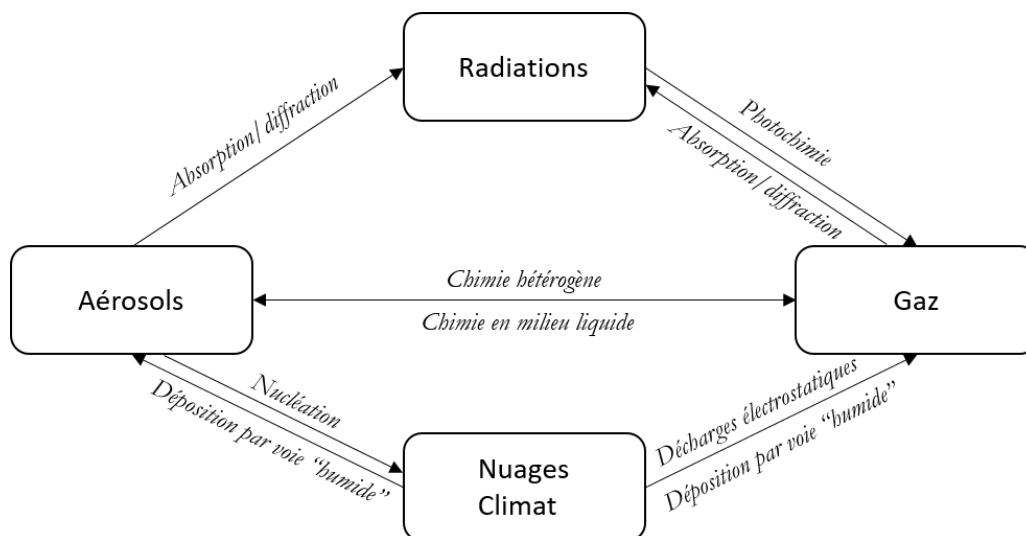 Radiations
Absorption/diffraction
Photochimie
Absorption/diffraction
Aérosols
Chimie hétérogène
Chimie en milieu liquide
Gaz
Nucléation
Déposition par voie “humide”
Décharges électrostatiques
Déposition par voie “humide”
Nuages
Climat